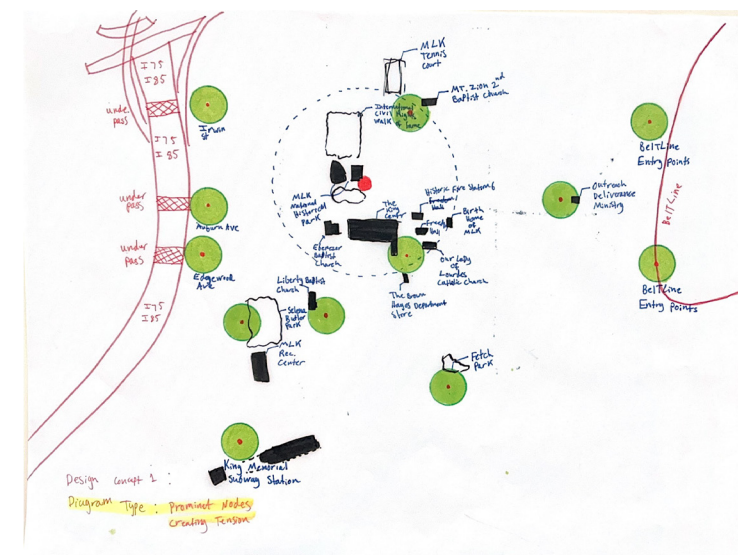 I 75
I 85
under
pass
Irwin
St
I 75
I 85
under
pass
Auburn Ave
under
pass
Edgewood
Ave
I 75
I 85
MLK
Tennis
court
MT. Zion 2nd
Baptist Church
International
Civil Rights
Walk of Fame
MLK
National
Historical
Park
The
King
Center
Historic Fire Station 6
Freedom
Hall
Birth
Home
of
MLK
Ebenezer
Baptist
Church
Our Lady
of
Lourdes
Catholic Church
The Brown
Hayes Department
Store
Liberty Baptist
Church
Selena
Butler
Park
MLK
Rec.
Center
Fetch
Park
King Memorial
Subway Station
Outreach
Deliverance
Ministry
BelTLine
Entry Points
BelTLine
BelTLine
Entry Points
Design Concept 1 :
Diagram Type : Prominent Nodes
Creating Tension